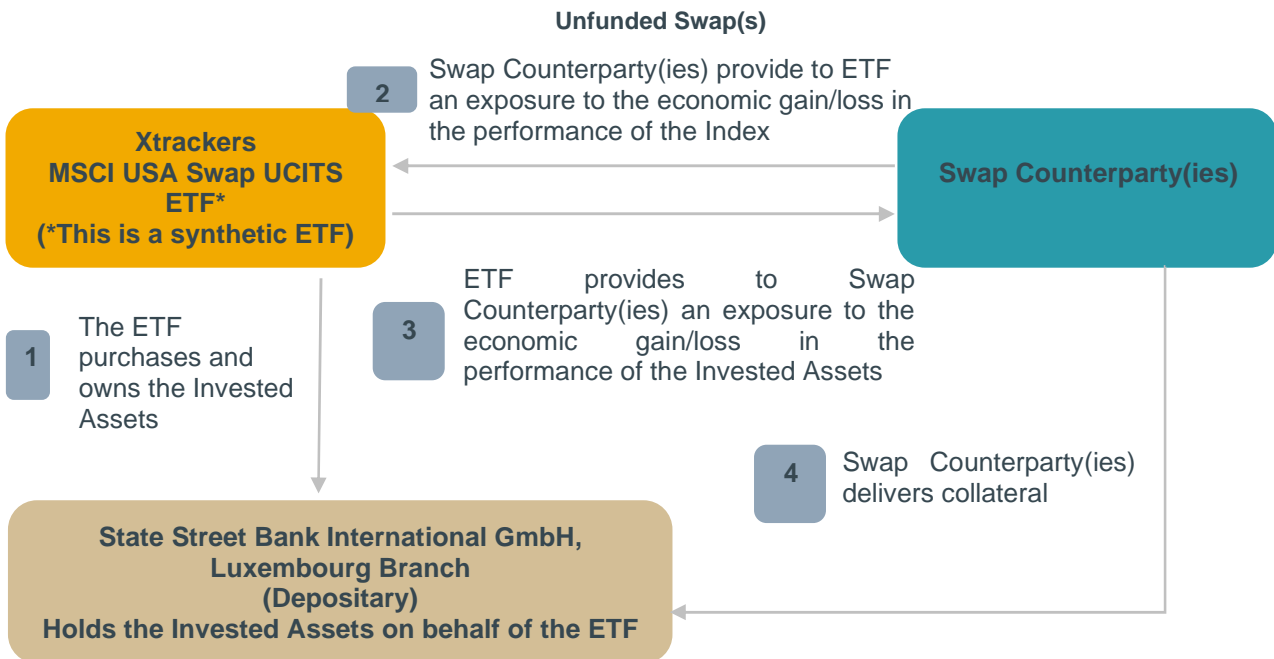 Unfunded Swap(s)
2
Swap Counterparty(ies) provide to ETF
an exposure to the economic gain/loss in
the performance of the Index
Xtrackers
MSCI USA Swap UCITS
ETF*
(*This is a synthetic ETF)
Swap Counterparty(ies)
3
ETF provides to Swap
Counterparty(ies) an exposure to the
economic gain/loss in the
performance of the Invested Assets
1
The ETF
purchases and
owns the Invested
Assets
4
Swap Counterparty(ies)
delivers collateral
State Street Bank International GmbH,
Luxembourg Branch
(Depositary)
Holds the Invested Assets on behalf of the ETF